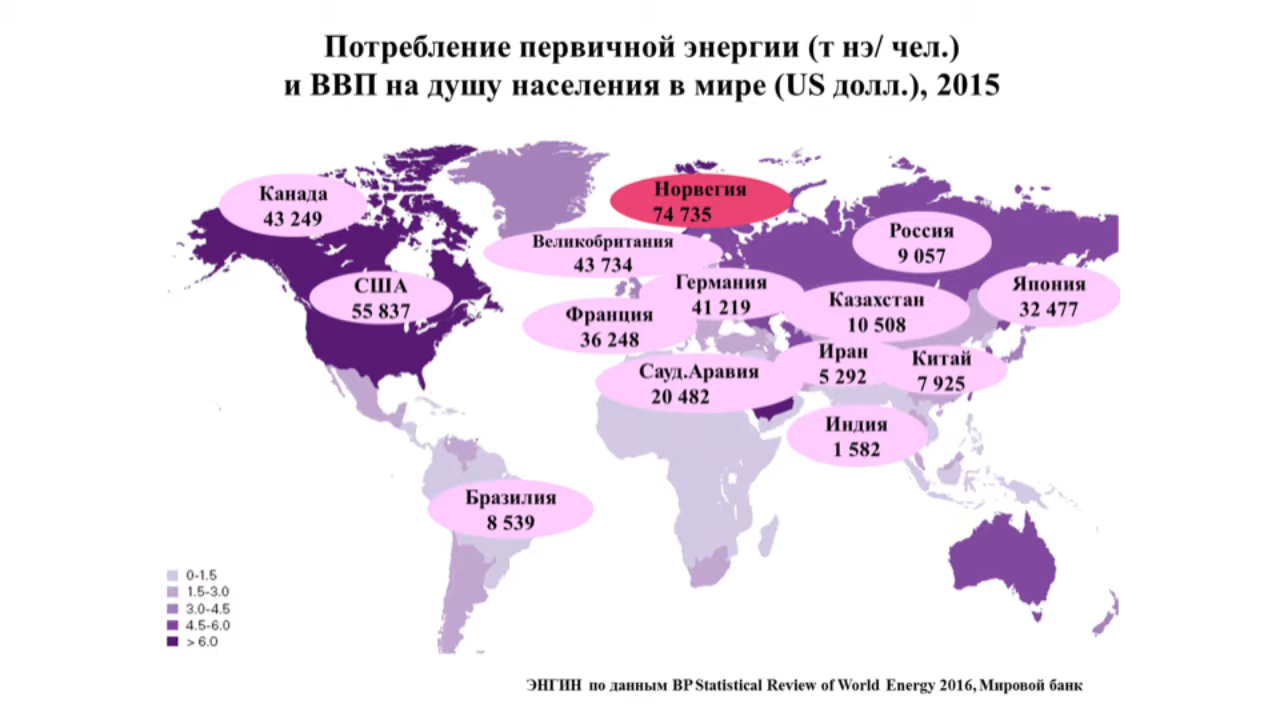 Потребление первичной энергии (т нэ/ чел.)
и ВВП на душу населения в мире (US долл.), 2015
Канада
43 249
Норвегия
74 735
Россия
9 057
Великобритания
43 734
США
55 837
Германия
41 219
Япония
32 477
Казахстан
10 508
Франция
36 248
Иран
5 292
Китай
7 925
Сауд.Аравия
20 482
Индия
1 582
Бразилия
8 539
0-1.5
1.5-3.0
3.0-4.5
4.5-6.0
> 6.0
ЭНГИН по данным BP Statistical Review of World Energy 2016, Мировой банк